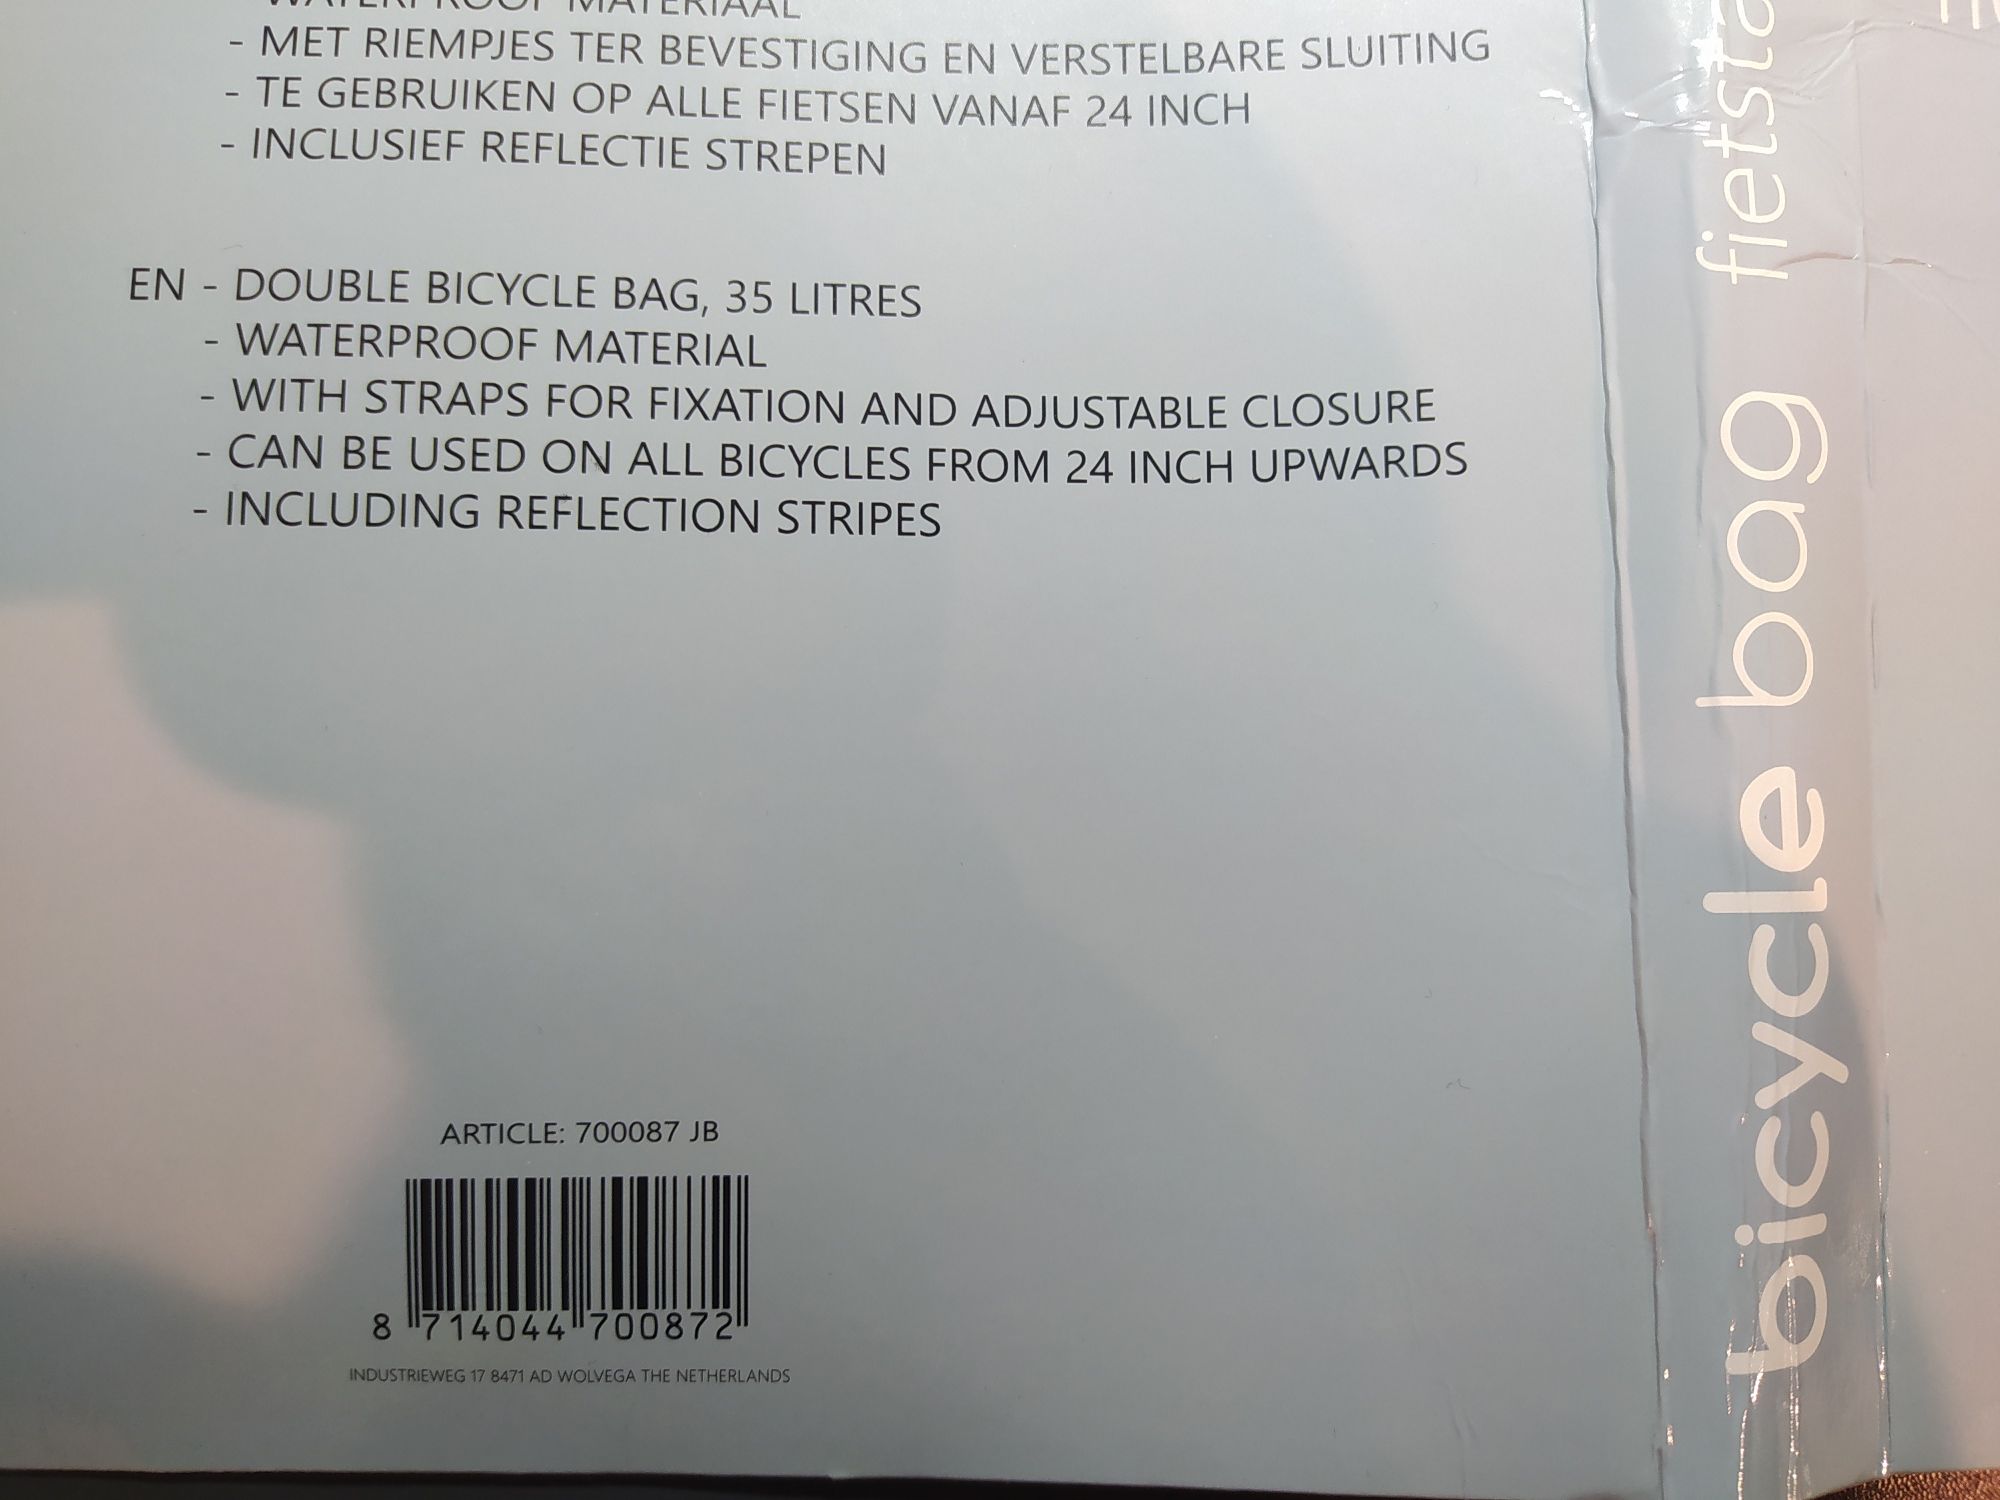 WATERPROOF MATERIAAL
- MET RIEMPJES TER BEVESTIGING EN VERSTELBARE SLUITING
- TE GEBRUIKEN OP ALLE FIETSEN VANAF 24 INCH
- INCLUSIEF REFLECTIE STREPEN
EN - DOUBLE BICYCLE BAG, 35 LITRES
- WATERPROOF MATERIAL
- WITH STRAPS FOR FIXATION AND ADJUSTABLE CLOSURE
- CAN BE USED ON ALL BICYCLES FROM 24 INCH UPWARDS
- INCLUDING REFLECTION STRIPES
ARTICLE: 700087 JB
8 714044 700872
INDUSTRIEWEG 17 8471 AD WOLVEGA THE NETHERLANDS
bicycle bag fietsta